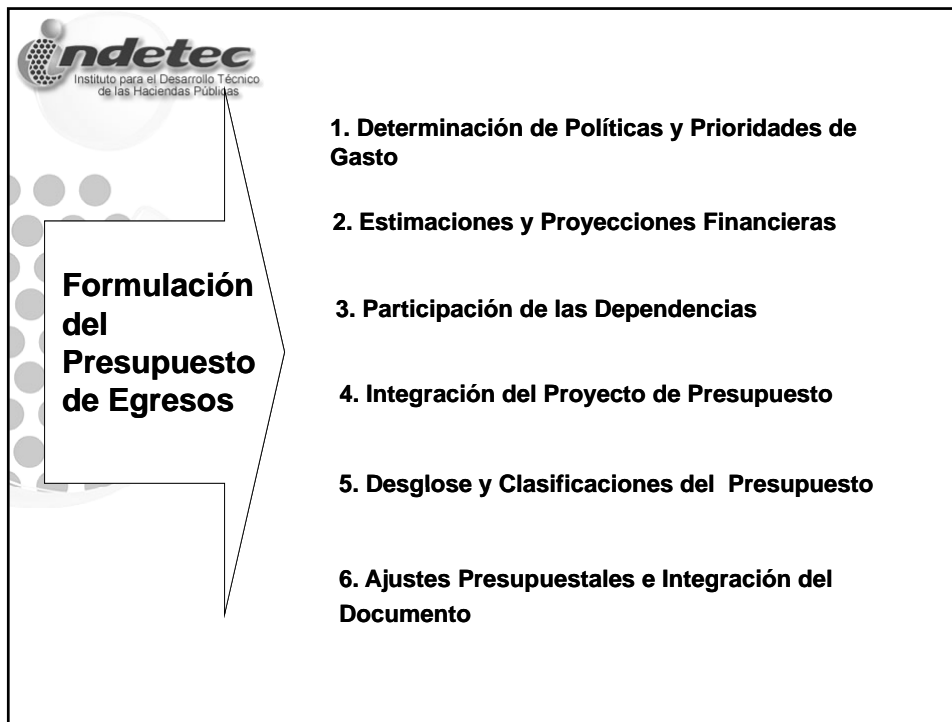 indetec
Instituto para el Desarrollo Técnico
de las Haciendas Públicas
1. Determinación de Políticas y Prioridades de
Gasto
2. Estimaciones y Proyecciones Financieras
Formulación
del
Presupuesto
de Egresos
3. Participación de las Dependencias
4. Integración del Proyecto de Presupuesto
5. Desglose y Clasificaciones del  Presupuesto
6. Ajustes Presupuestales e Integración del
Documento